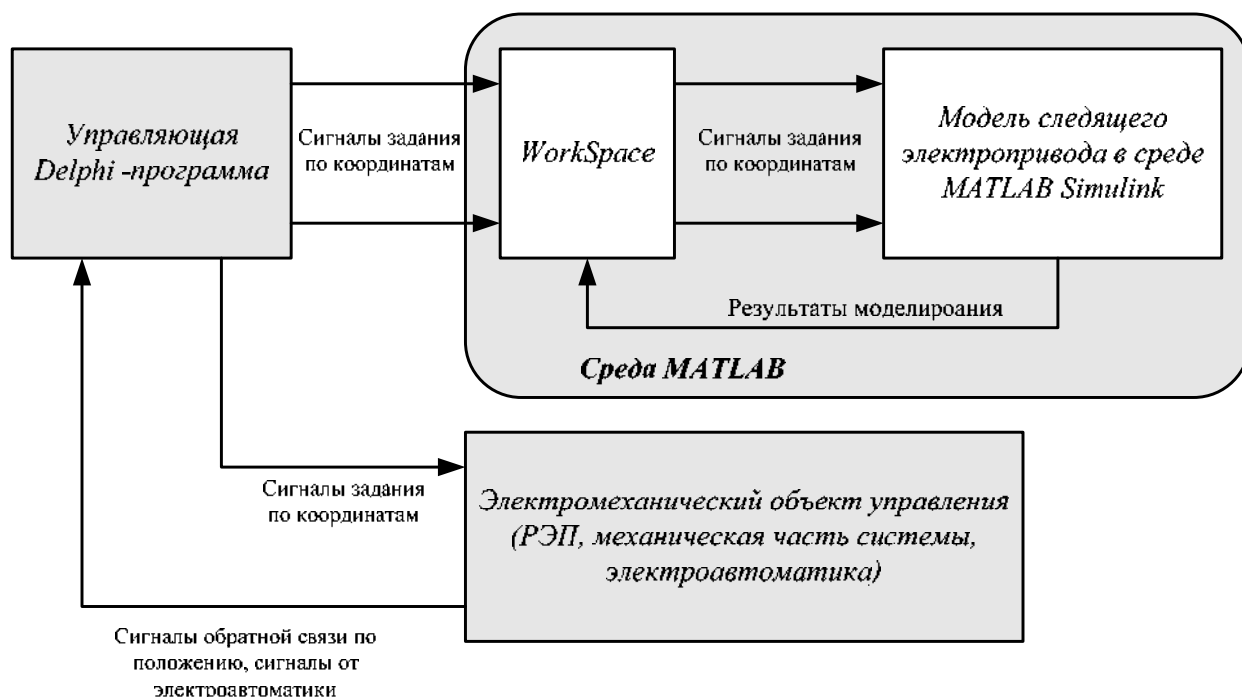 Управляющая
Delphi -программа
Сигналы задания
по координатам
WorkSpace
Сигналы задания
по координатам
Модель следящего
электропривода в среде
MATLAB Simulink
Результаты моделироания
Среда MATLAB
Сигналы задания
по координатам
Электромеханический объект управления
(РЭП, механическая часть системы,
электроавтоматика)
Сигналы обратной связи по
положению, сигналы от
электроавтоматики